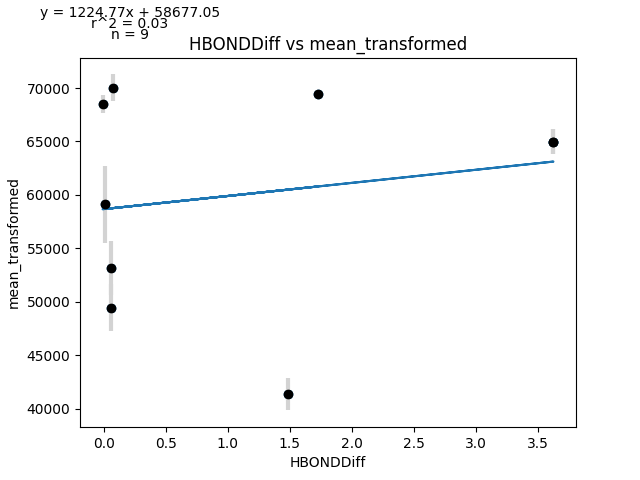 y = 1224.77x + 58677.05
r^2 = 0.03
n = 9
HBONDDiff vs mean_transformed
70000
65000
60000
55000
50000
45000
40000
mean_transformed
0.0 0.5 1.0 1.5 2.0 2.5 3.0 3.5
HBONDDiff